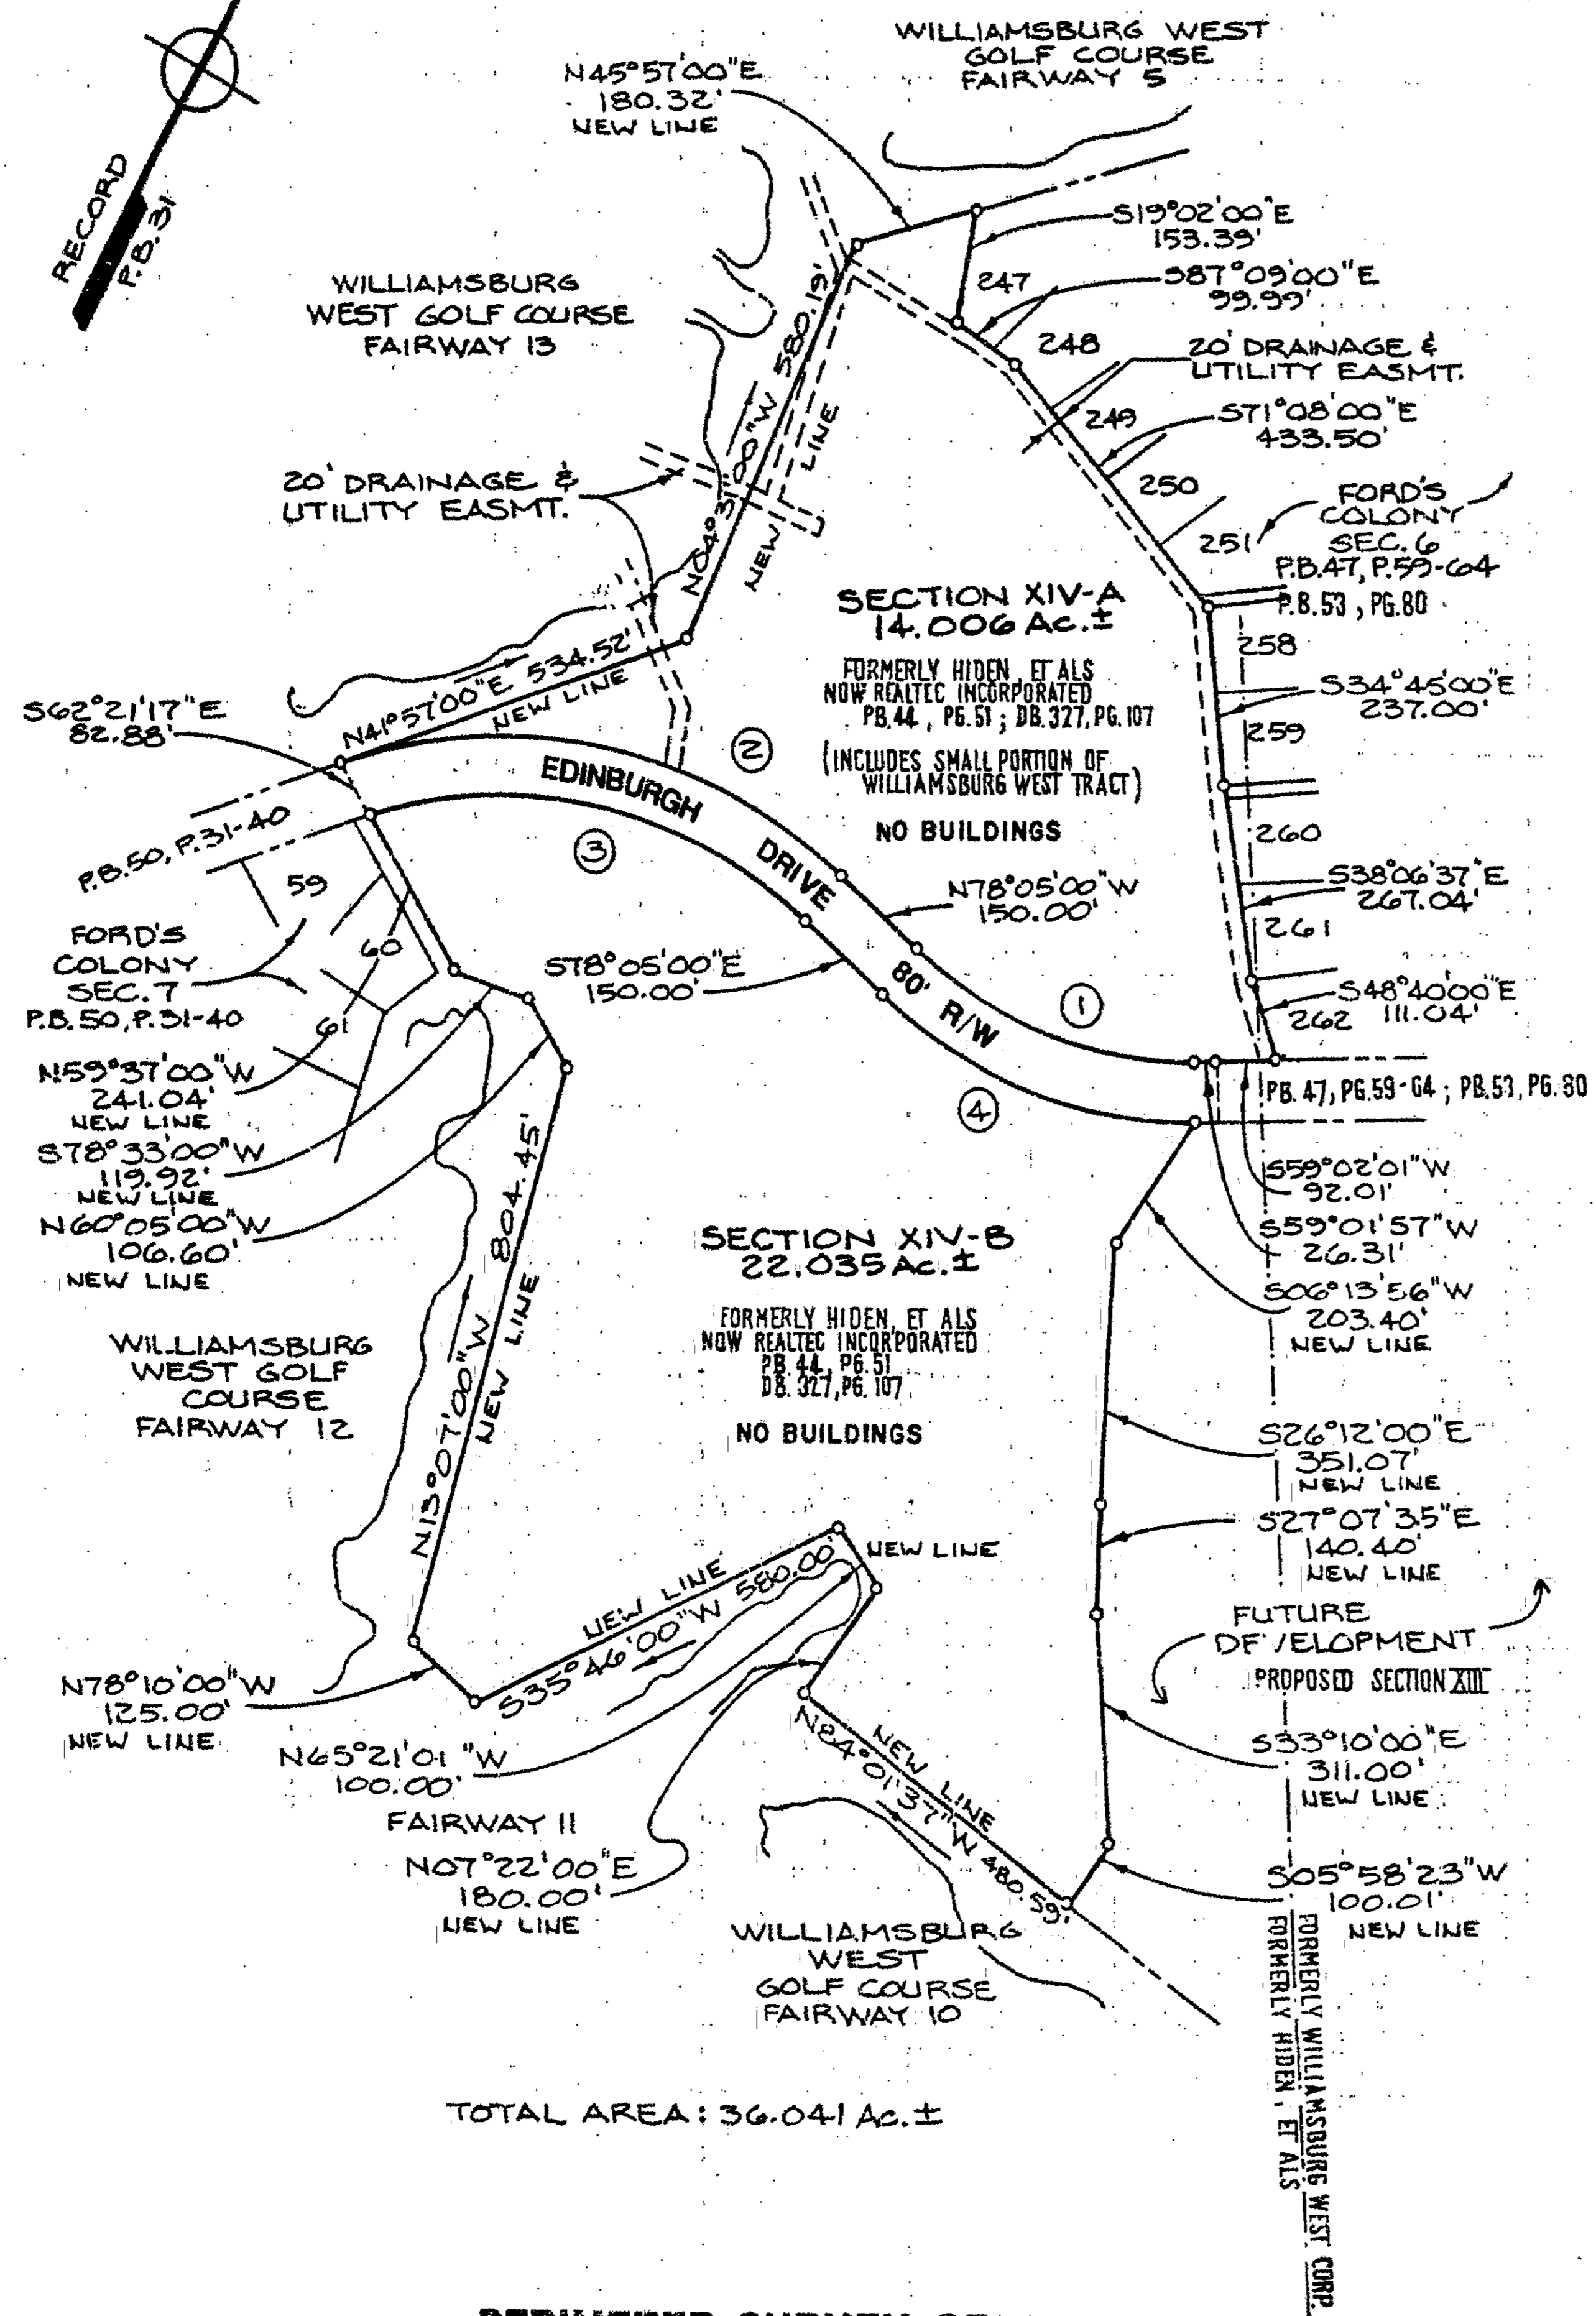 WILLIAMSBURG WEST
GOLF COURSE
FAIRWAY 5
N45°57'00"E
180.32'
NEW LINE
RECORD
P.B. 31
S19°02'00"E
153.39'
247
S87°09'00"E
99.99'
WILLIAMSBURG
WEST GOLF COURSE
FAIRWAY 13
248
20' DRAINAGE &
UTILITY EASMT.
N04°31'00"W 580.19'
NEW LINE
249
S71°08'00"E
433.50'
20' DRAINAGE &
UTILITY EASMT.
250
251
FORD'S
COLONY
SEC. 6
P.B.47, P.59-64
P.B.53, PG.80
SECTION XIV-A
14.006 AC.±
FORMERLY HIDEN, ET ALS
NOW REALTEC INCORPORATED
PB.44, PG.51; DB.327, PG.107
(INCLUDES SMALL PORTION OF
WILLIAMSBURG WEST TRACT)
NO BUILDINGS
258
S34°45'00"E
237.00'
259
N41°57'00"E 534.52'
NEW LINE
S62°21'17"E
82.88'
2
EDINBURGH DRIVE
80' R/W
3
P.B.50, P.31-40
59
260
N78°05'00"W
150.00'
S38°06'37"E
267.04'
261
FORD'S
COLONY
SEC. 7
P.B.50, P.31-40
60
61
S78°05'00"E
150.00'
1
S48°40'00"E
111.04'
262
N59°37'00"W
241.04'
NEW LINE
4
PB. 47, PG.59-64; PB.53, PG.80
S78°33'00"W
119.92'
NEW LINE
S59°02'01"W
92.01'
N60°05'00"W
106.60'
NEW LINE
S59°01'57"W
26.31'
SECTION XIV-B
22.035 AC.±
S06°13'56"W
203.40'
NEW LINE
FORMERLY HIDEN, ET ALS
NOW REALTEC INCORPORATED
PB.44, PG.51
DB.327, PG.107
NO BUILDINGS
N13°07'00"W 804.45'
NEW LINE
WILLIAMSBURG
WEST GOLF
COURSE
FAIRWAY 12
S26°12'00"E
351.07'
NEW LINE
S27°07'35"E
140.40'
NEW LINE
NEW LINE
S35°46'00"W 580.00'
NEW LINE
FUTURE
DEVELOPMENT
PROPOSED SECTION XIII
N78°10'00"W
125.00'
NEW LINE
N65°21'01"W
100.00'
NEW LINE
N84°01'37"W 480.59'
S33°10'00"E
311.00'
NEW LINE
FAIRWAY 11
N07°22'00"E
180.00'
NEW LINE
S05°58'23"W
100.01'
NEW LINE
WILLIAMSBURG
WEST
GOLF COURSE
FAIRWAY 10
FORMERLY WILLIAMSBURG WEST CORP.
FORMERLY HIDEN, ET ALS
TOTAL AREA: 36.041 AC.±